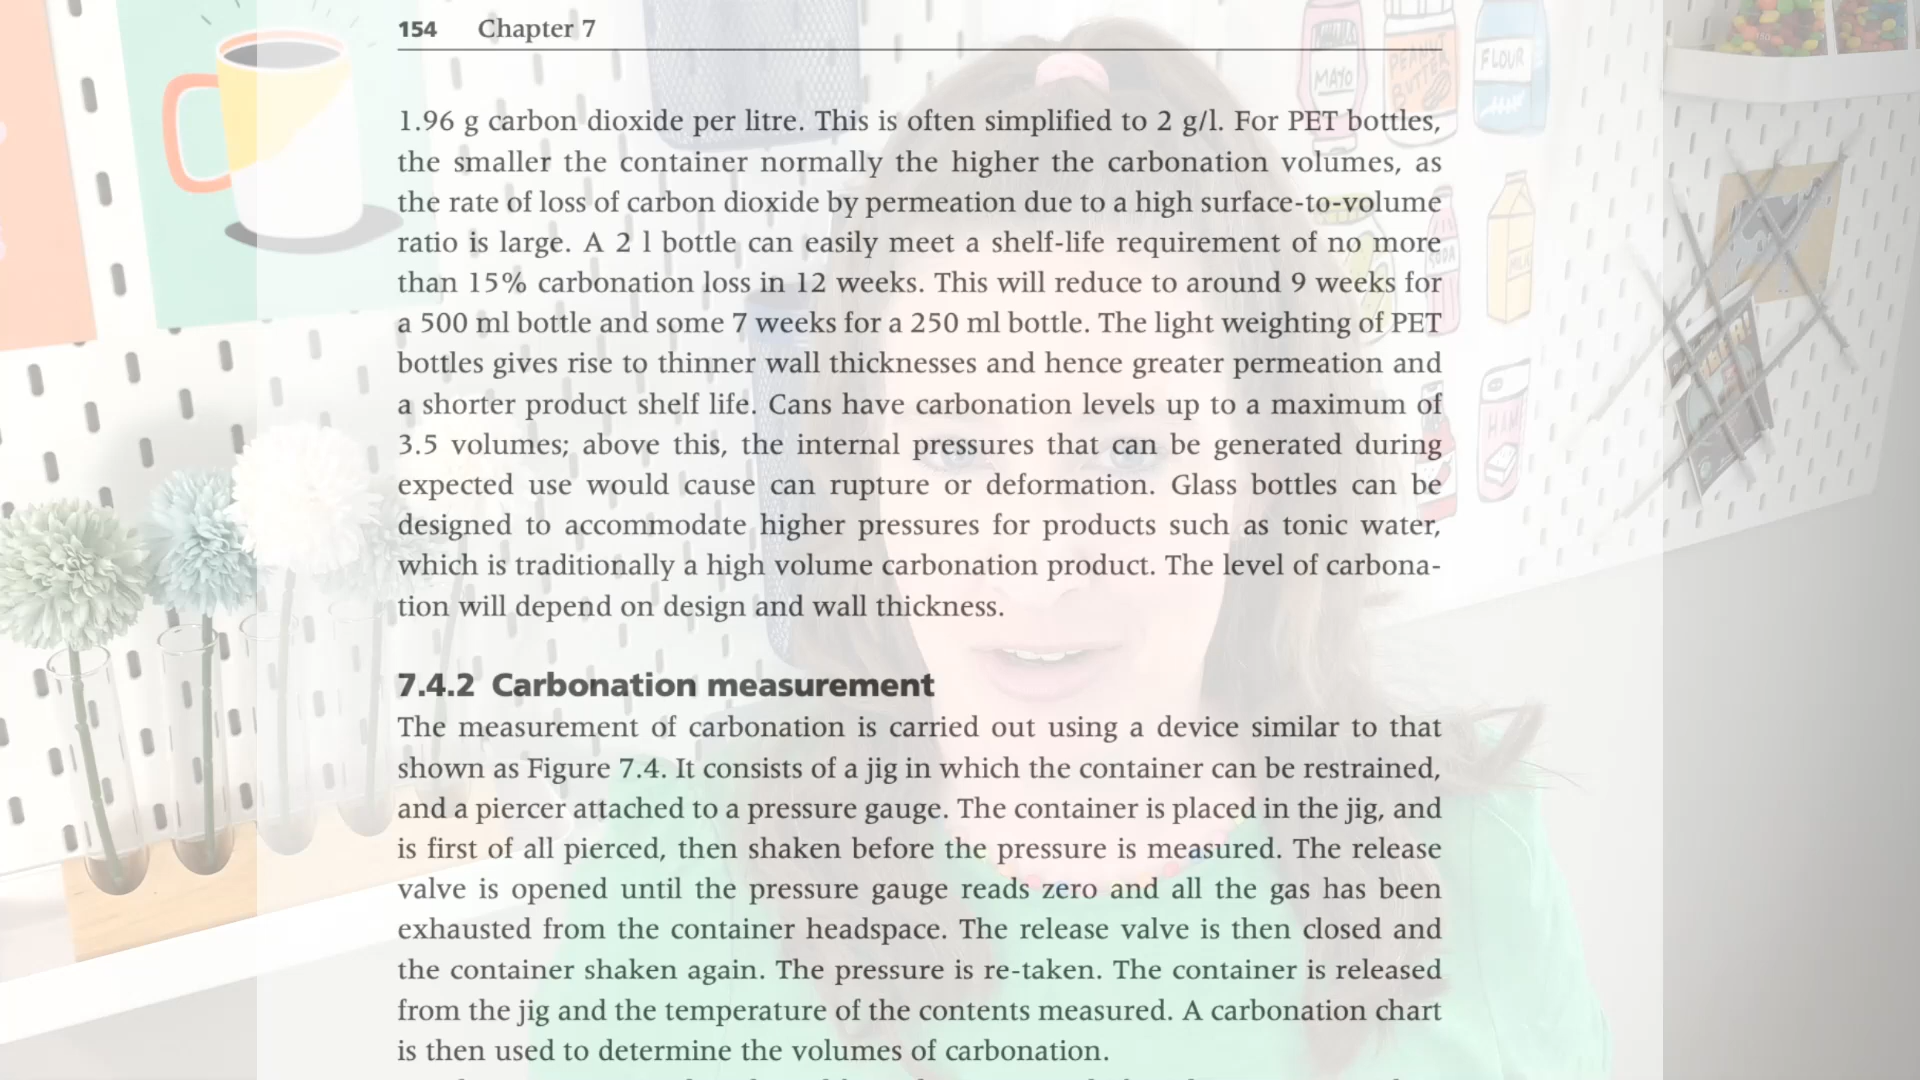 154 Chapter 7
1.96 g carbon dioxide per litre. This is often simplified to 2 g/l. For PET bottles,
the smaller the container normally the higher the carbonation volumes, as
the rate of loss of carbon dioxide by permeation due to a high surface-to-volume
ratio is large. A 2 l bottle can easily meet a shelf-life requirement of no more
than 15% carbonation loss in 12 weeks. This will reduce to around 9 weeks for
a 500 ml bottle and some 7 weeks for a 250 ml bottle. The light weighting of PET
bottles gives rise to thinner wall thicknesses and hence greater permeation and
a shorter product shelf life. Cans have carbonation levels up to a maximum of
3.5 volumes; above this, the internal pressures that can be generated during
expected use would cause can rupture or deformation. Glass bottles can be
designed to accommodate higher pressures for products such as tonic water,
which is traditionally a high volume carbonation product. The level of carbona-
tion will depend on design and wall thickness.
7.4.2 Carbonation measurement
The measurement of carbonation is carried out using a device similar to that
shown as Figure 7.4. It consists of a jig in which the container can be restrained,
and a piercer attached to a pressure gauge. The container is placed in the jig, and
is first of all pierced, then shaken before the pressure is measured. The release
valve is opened until the pressure gauge reads zero and all the gas has been
exhausted from the container headspace. The release valve is then closed and
the container shaken again. The pressure is re-taken. The container is released
from the jig and the temperature of the contents measured. A carbonation chart
is then used to determine the volumes of carbonation.
MAYO
PEANUT
BUTTER
FLOUR
SODA
MILK